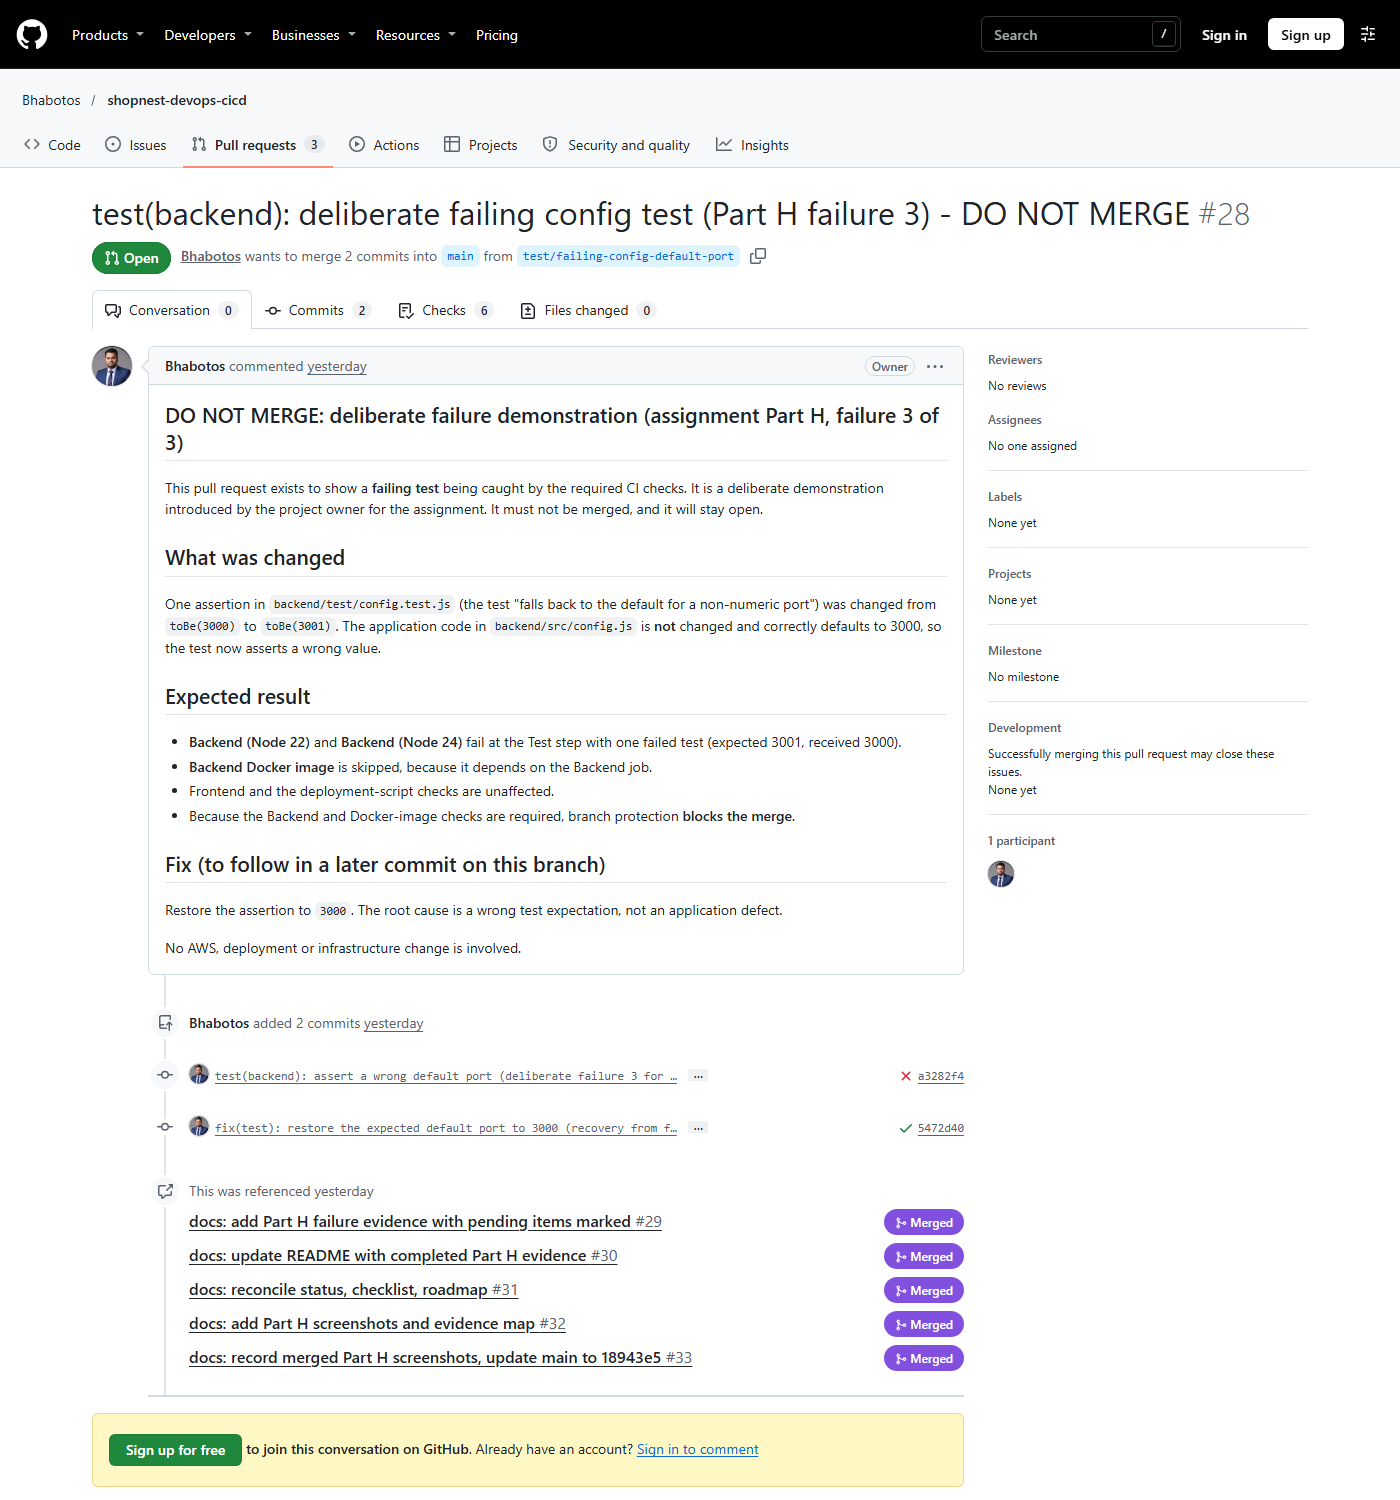 Products Developers Businesses Resources Pricing Search / Sign in Sign up
Bhabotos / shopnest-devops-cicd
Code Issues Pull requests 3 Actions Projects Security and quality Insights
test(backend): deliberate failing config test (Part H failure 3) - DO NOT MERGE #28
Open Bhabotos wants to merge 2 commits into main from test/failing-config-default-port
Conversation 0 Commits 2 Checks 6 Files changed 0
Bhabotos commented yesterday Owner
DO NOT MERGE: deliberate failure demonstration (assignment Part H, failure 3 of
3)
This pull request exists to show a failing test being caught by the required CI checks. It is a deliberate demonstration
introduced by the project owner for the assignment. It must not be merged, and it will stay open.
What was changed
One assertion in backend/test/config.test.js (the test "falls back to the default for a non-numeric port") was changed from
toBe(3000) to toBe(3001). The application code in backend/src/config.js is not changed and correctly defaults to 3000, so
the test now asserts a wrong value.
Expected result
Backend (Node 22) and Backend (Node 24) fail at the Test step with one failed test (expected 3001, received 3000).
Backend Docker image is skipped, because it depends on the Backend job.
Frontend and the deployment-script checks are unaffected.
Because the Backend and Docker-image checks are required, branch protection blocks the merge.
Fix (to follow in a later commit on this branch)
Restore the assertion to 3000. The root cause is a wrong test expectation, not an application defect.
No AWS, deployment or infrastructure change is involved.
Bhabotos added 2 commits yesterday
test(backend): assert a wrong default port (deliberate failure 3 for … … a3282f4
fix(test): restore the expected default port to 3000 (recovery from f… … 5472d40
This was referenced yesterday
docs: add Part H failure evidence with pending items marked #29 Merged
docs: update README with completed Part H evidence #30 Merged
docs: reconcile status, checklist, roadmap #31 Merged
docs: add Part H screenshots and evidence map #32 Merged
docs: record merged Part H screenshots, update main to 18943e5 #33 Merged
Sign up for free to join this conversation on GitHub. Already have an account? Sign in to comment
Reviewers
No reviews
Assignees
No one assigned
Labels
None yet
Projects
None yet
Milestone
No milestone
Development
Successfully merging this pull request may close these
issues.
None yet
1 participant